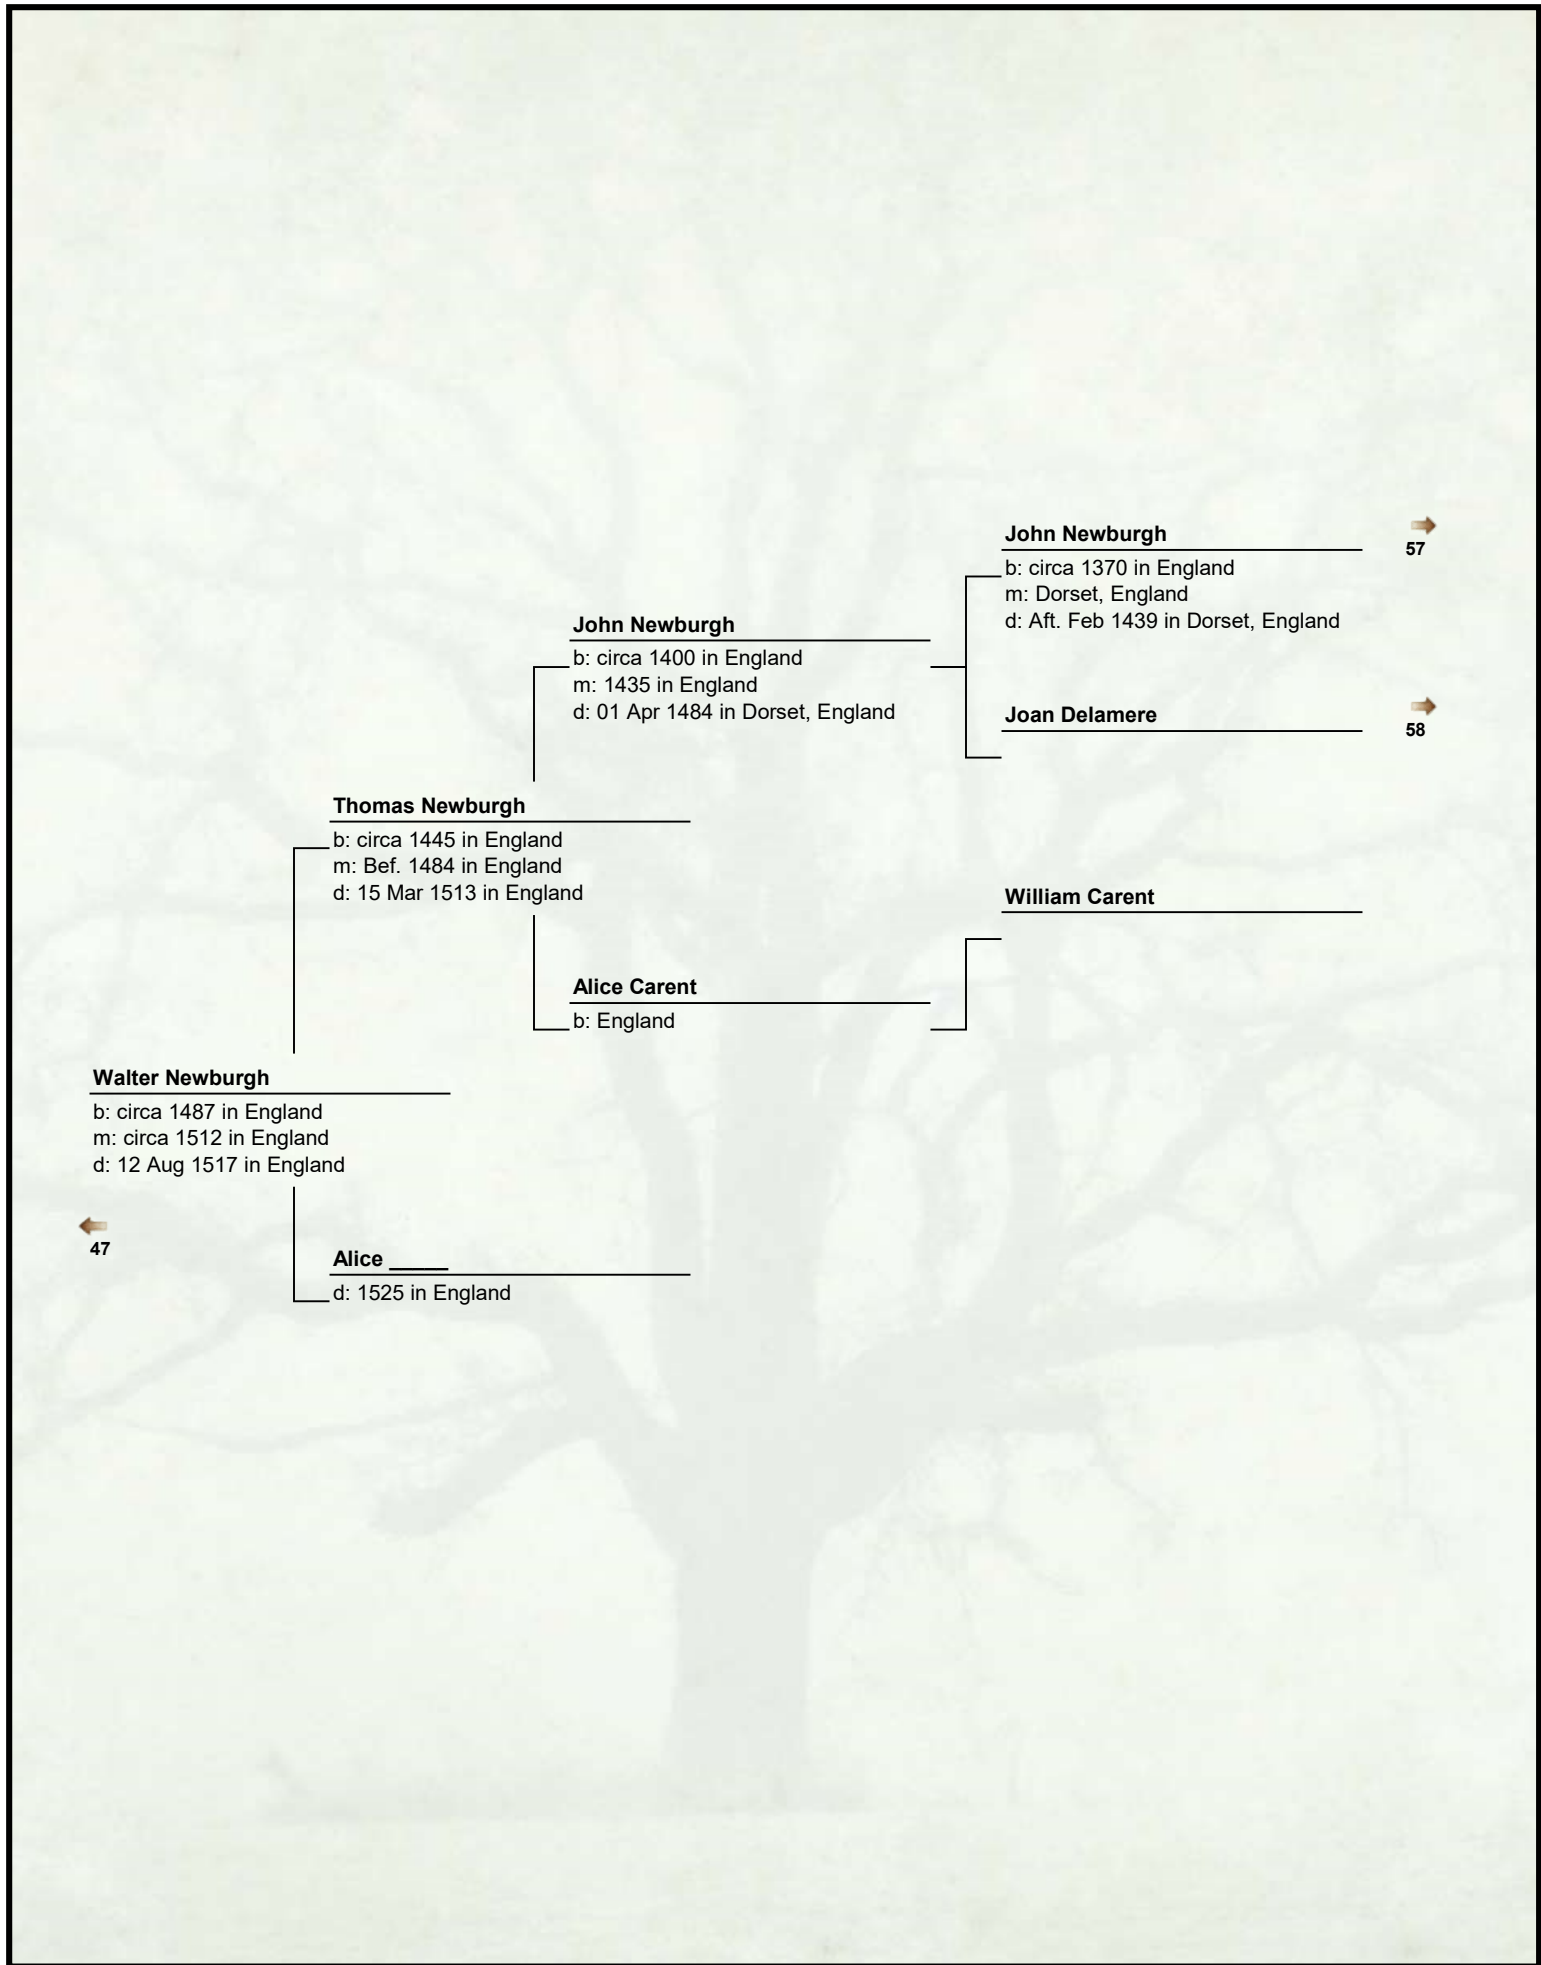 John Newburgh
57
b: circa 1370 in England
m: Dorset, England
d: Aft. Feb 1439 in Dorset, England
John Newburgh
b: circa 1400 in England
m: 1435 in England
d: 01 Apr 1484 in Dorset, England
Joan Delamere
58
Thomas Newburgh
b: circa 1445 in England
m: Bef. 1484 in England
d: 15 Mar 1513 in England
William Carent
Alice Carent
b: England
Walter Newburgh
b: circa 1487 in England
m: circa 1512 in England
d: 12 Aug 1517 in England
47
Alice _____
d: 1525 in England